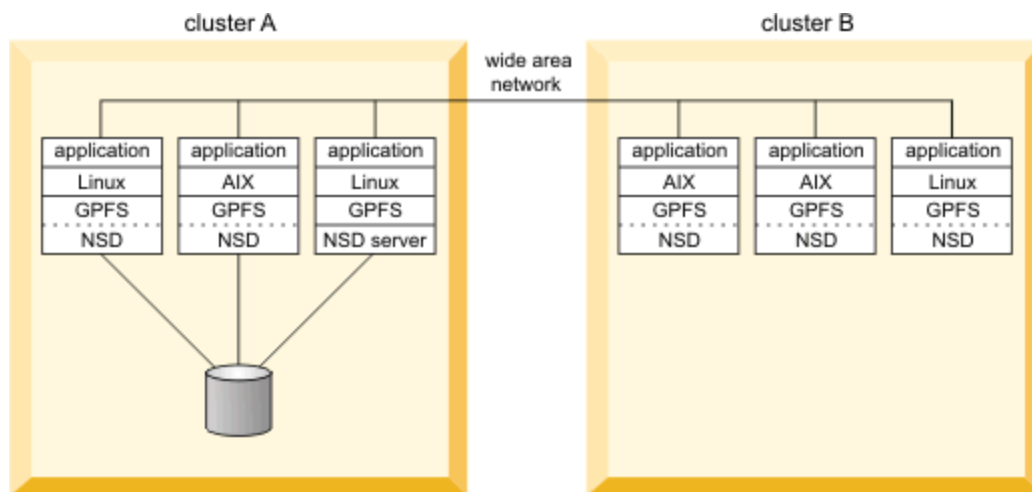 cluster A
cluster B
wide area
network
application
Linux
GPFS
NSD
application
AIX
GPFS
NSD
application
Linux
GPFS
NSD server
application
AIX
GPFS
NSD
application
AIX
GPFS
NSD
application
Linux
GPFS
NSD